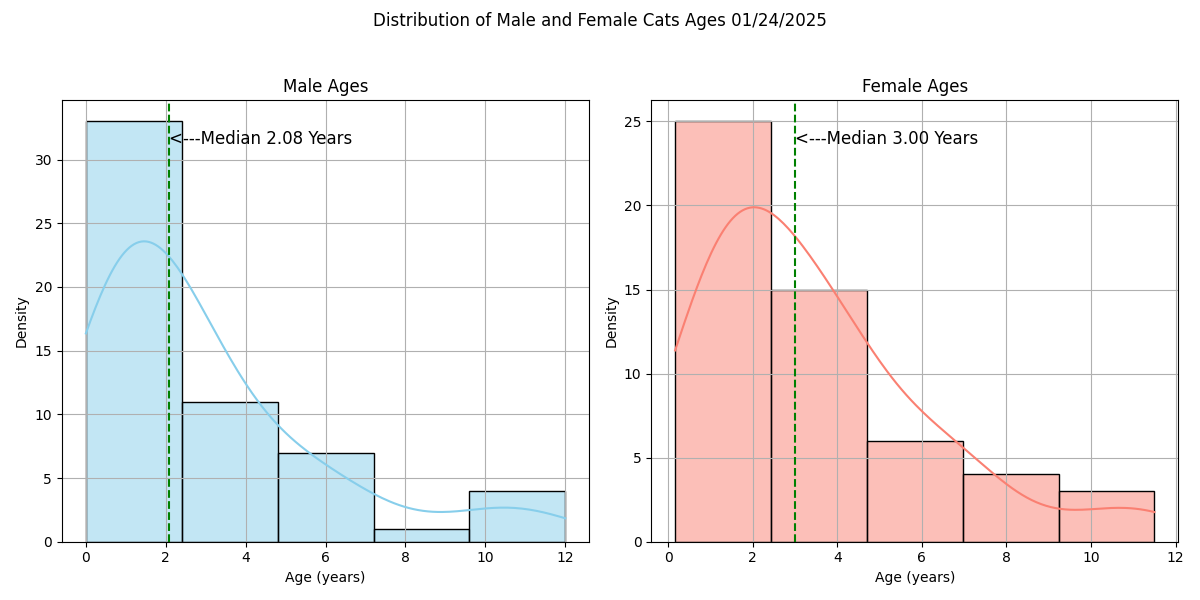 Distribution of Male and Female Cats Ages 01/24/2025
Male Ages
<---Median 2.08 Years
Density
30
25
20
15
10
5
0
0 2 4 6 8 10 12
Age (years)
Female Ages
<---Median 3.00 Years
Density
25
20
15
10
5
0
0 2 4 6 8 10 12
Age (years)